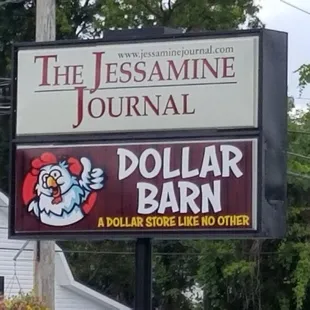 www.jessaminejournal.com
THE JESSAMINE
JOURNAL
DOLLAR
BARN
A DOLLAR STORE LIKE NO OTHER